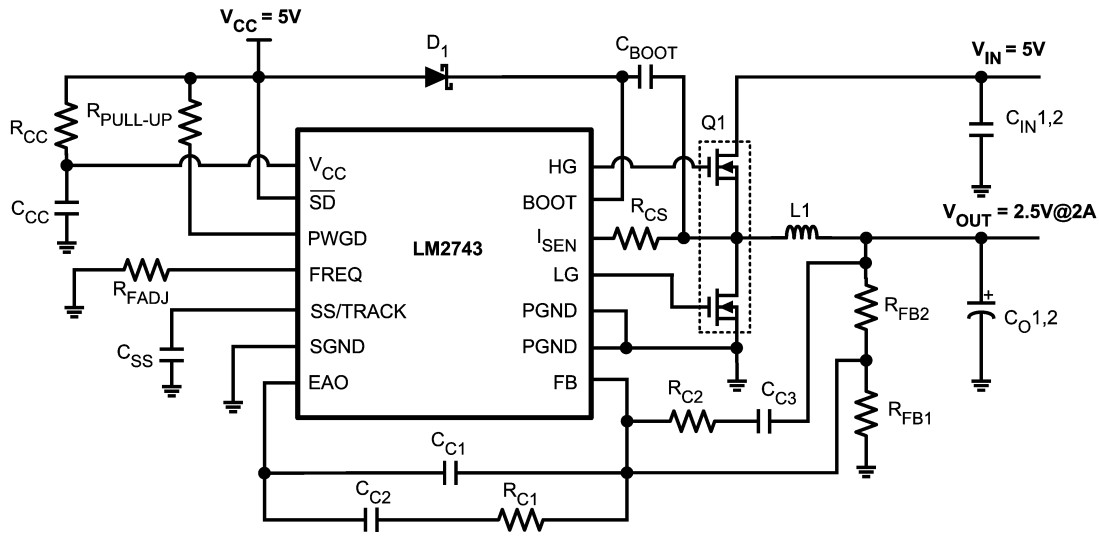 VCC = 5V
D1
CBOOT
VIN = 5V
RCC
RPULL-UP
Q1
CIN1,2
VCC
HG
CCC
SD
BOOT
RCS
L1
VOUT = 2.5V@2A
PWGD
LM2743
ISEN
FREQ
LG
RFADJ
SS/TRACK
PGND
RFB2
+
CO1,2
CSS
SGND
PGND
EAO
FB
RC2
CC3
RFB1
CC1
CC2
RC1